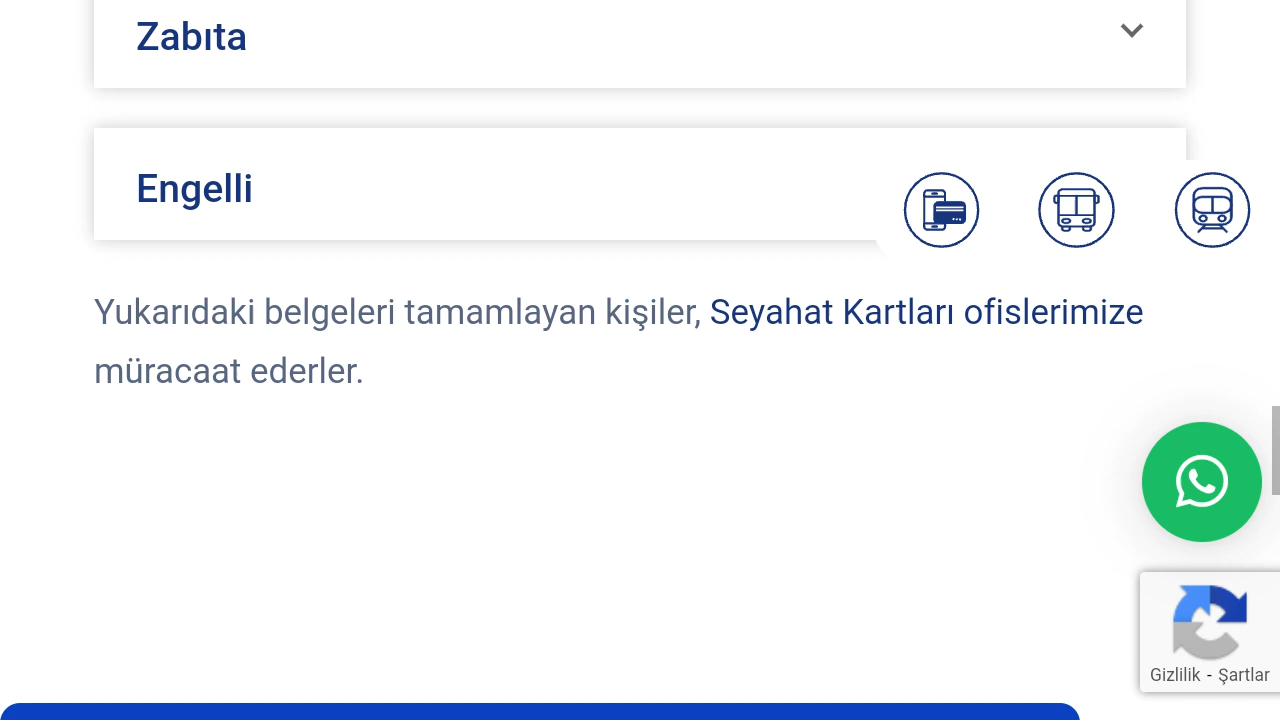 Zabıta
Engelli
Yukarıdaki belgeleri tamamlayan kişiler, Seyahat Kartları ofislerimize
müracaat ederler.
Gizlilik - Şartlar